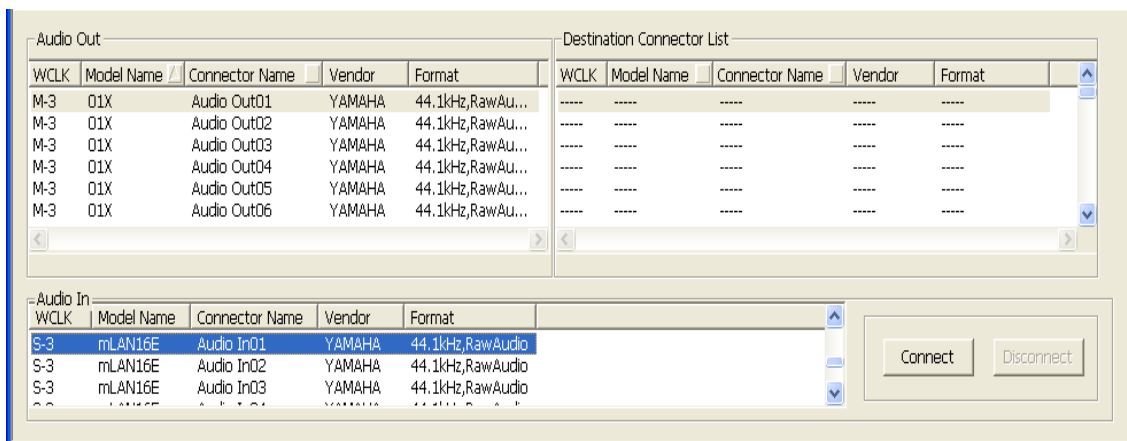 Audio Out
WCLK Model Name Connector Name Vendor Format
M-3 01X Audio Out01 YAMAHA 44.1kHz,RawAu...
M-3 01X Audio Out02 YAMAHA 44.1kHz,RawAu...
M-3 01X Audio Out03 YAMAHA 44.1kHz,RawAu...
M-3 01X Audio Out04 YAMAHA 44.1kHz,RawAu...
M-3 01X Audio Out05 YAMAHA 44.1kHz,RawAu...
M-3 01X Audio Out06 YAMAHA 44.1kHz,RawAu...
Destination Connector List
WCLK Model Name Connector Name Vendor Format
----- ----- ----- ----- -----
----- ----- ----- ----- -----
----- ----- ----- ----- -----
----- ----- ----- ----- -----
----- ----- ----- ----- -----
----- ----- ----- ----- -----
Audio In
WCLK Model Name Connector Name Vendor Format
S-3 mLAN16E Audio In01 YAMAHA 44.1kHz,RawAudio
S-3 mLAN16E Audio In02 YAMAHA 44.1kHz,RawAudio
S-3 mLAN16E Audio In03 YAMAHA 44.1kHz,RawAudio
Connect
Disconnect